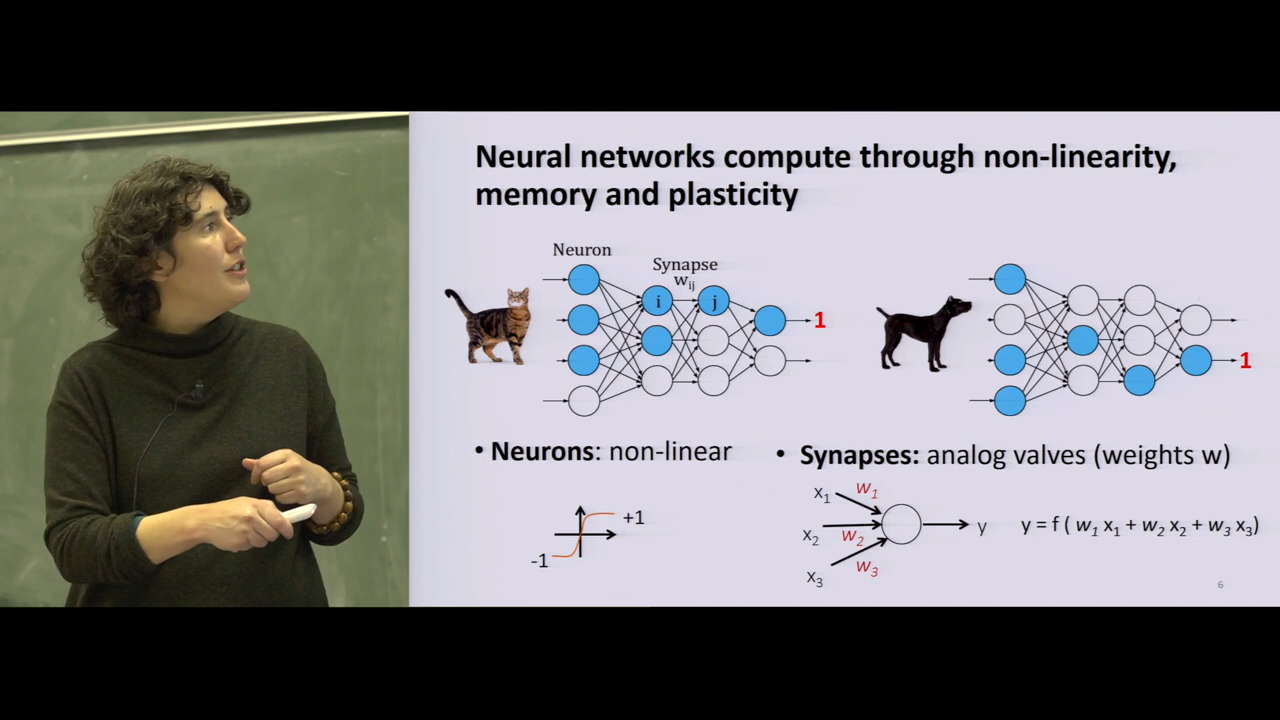 Neural networks compute through non-linearity,
memory and plasticity
Neuron
Synapse
wij
i
j
1
1
• Neurons: non-linear
+1
-1
• Synapses: analog valves (weights w)
x1
w1
x2
w2
x3
w3
y
y = f ( w1 x1 + w2 x2 + w3 x3)
6